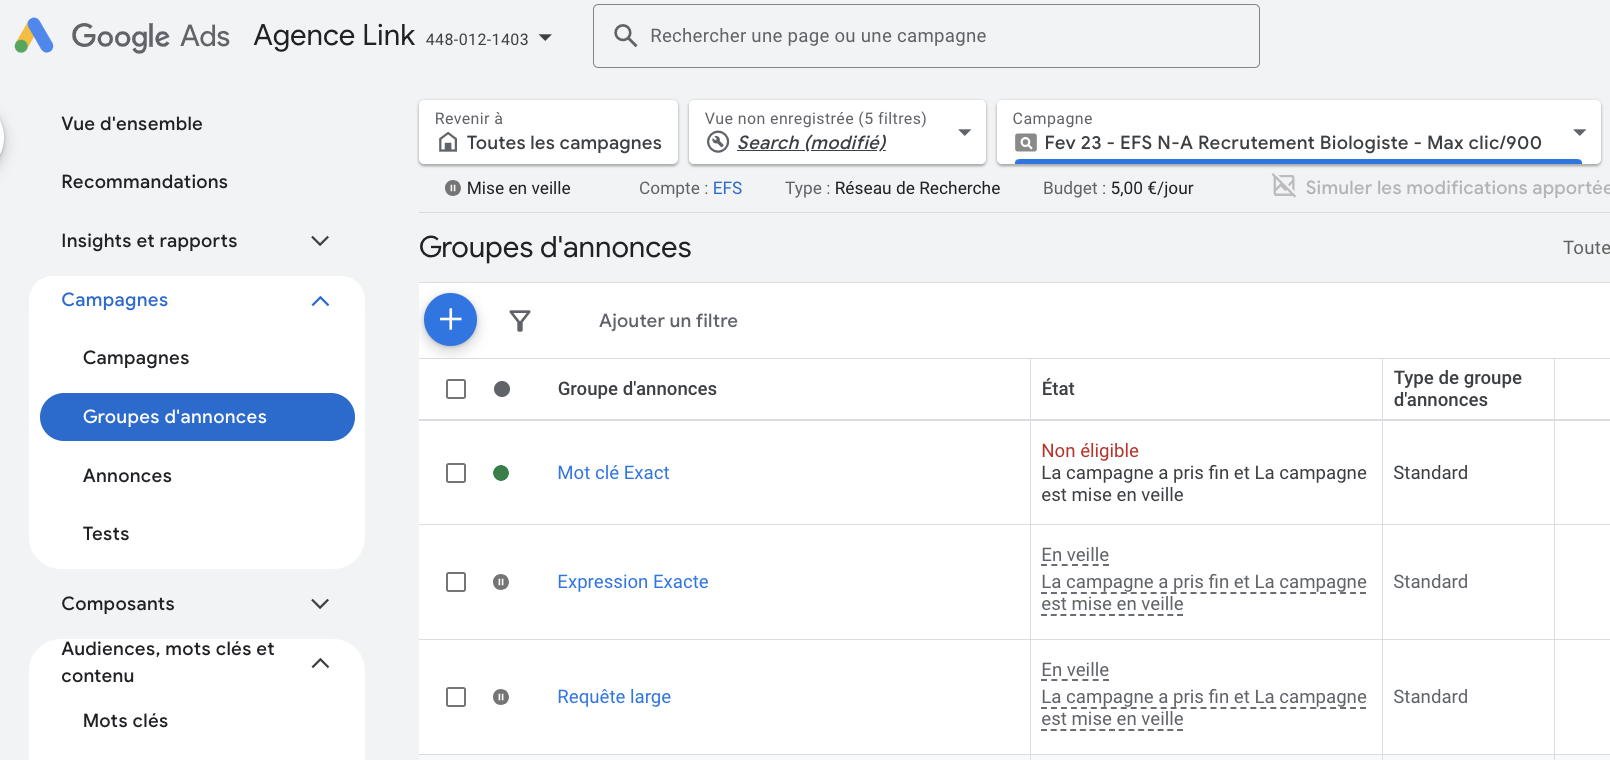 Google Ads Agence Link 448-012-1403
Rechercher une page ou une campagne
Vue d'ensemble
Recommandations
Insights et rapports
Campagnes
Campagnes
Groupes d'annonces
Annonces
Tests
Composants
Audiences, mots clés et
contenu
Mots clés
Revenir à
Toutes les campagnes
Vue non enregistrée (5 filtres)
Search (modifié)
Campagne
Fev 23 - EFS N-A Recrutement Biologiste - Max clic/900
Mise en veille
Compte : EFS
Type : Réseau de Recherche
Budget : 5,00 €/jour
Simuler les modifications apportée
Groupes d'annonces
Toute
Ajouter un filtre
Groupe d'annonces
État
Type de groupe
d'annonces
Mot clé Exact
Non éligible
La campagne a pris fin et La campagne
est mise en veille
Standard
Expression Exacte
En veille
La campagne a pris fin et La campagne
est mise en veille
Standard
Requête large
En veille
La campagne a pris fin et La campagne
est mise en veille
Standard